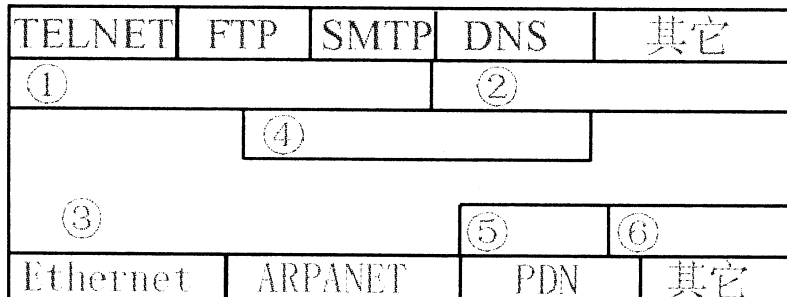 TELNET FTP SMTP DNS 其它
① ②
④
③ ⑤ ⑥
Ethernet ARPANET PDN 其它